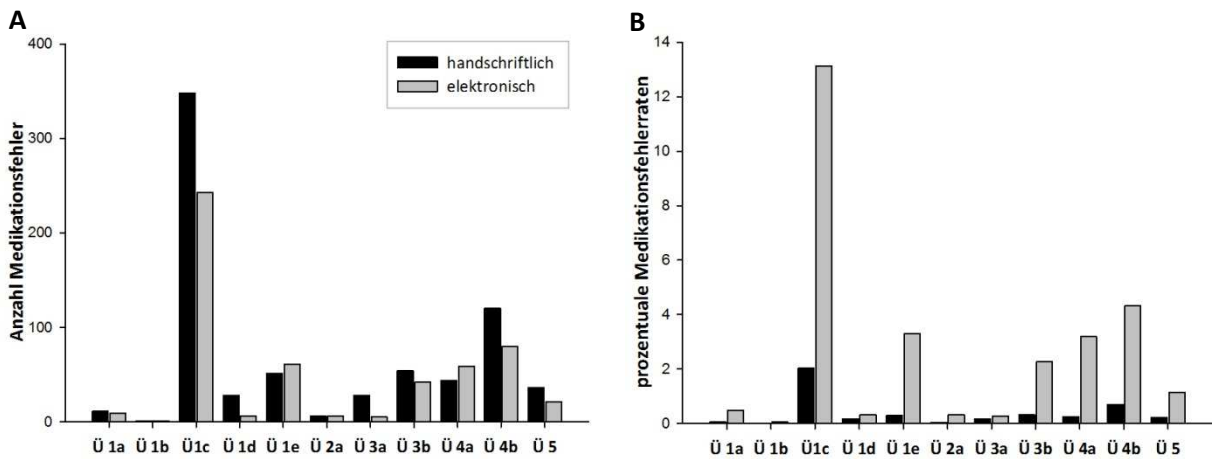 A
Anzahl Medikationsfehler
400
300
200
100
0
handschriftlich
elektronisch
Ü 1a Ü 1b Ü1c Ü 1d Ü 1e Ü 2a Ü 3a Ü 3b Ü 4a Ü 4b Ü 5
B
prozentuale Medikationsfehlerraten
14
12
10
8
6
4
2
0
Ü 1a Ü 1b Ü1c Ü 1d Ü 1e Ü 2a Ü 3a Ü 3b Ü 4a Ü 4b Ü 5